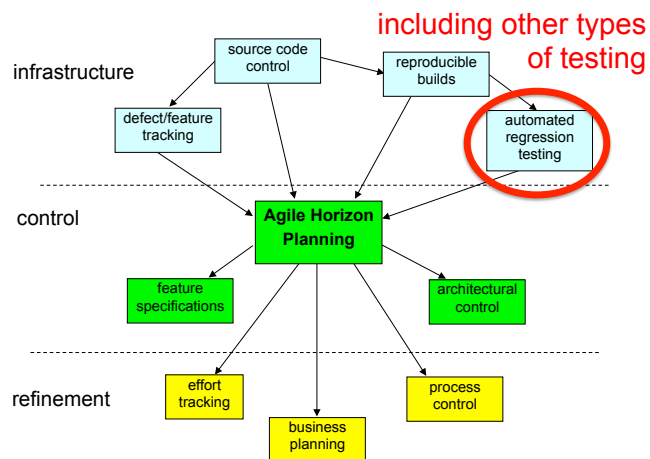 including other types
of testing
infrastructure
source code
control
reproducible
builds
defect/feature
tracking
automated
regression
testing
control
Agile Horizon
Planning
feature
specifications
architectural
control
refinement
effort
tracking
process
control
business
planning